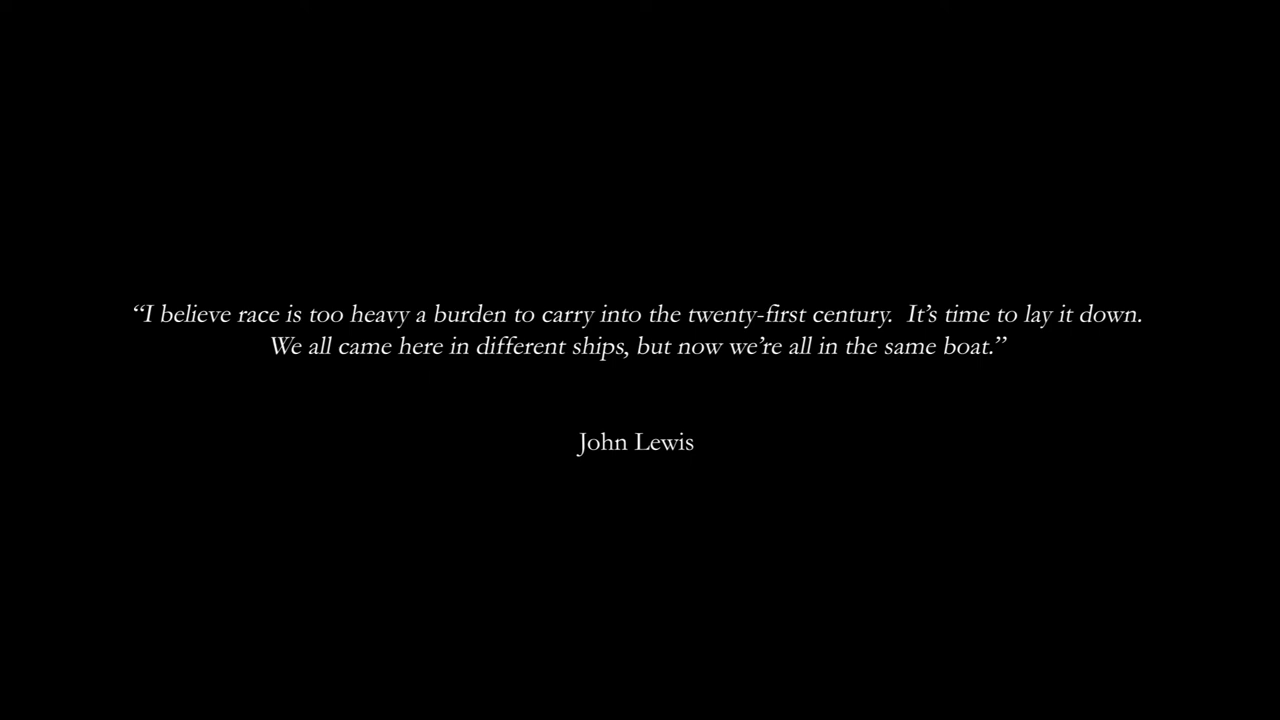 “I believe race is too heavy a burden to carry into the twenty-first century.  It’s time to lay it down.
We all came here in different ships, but now we’re all in the same boat.”
John Lewis